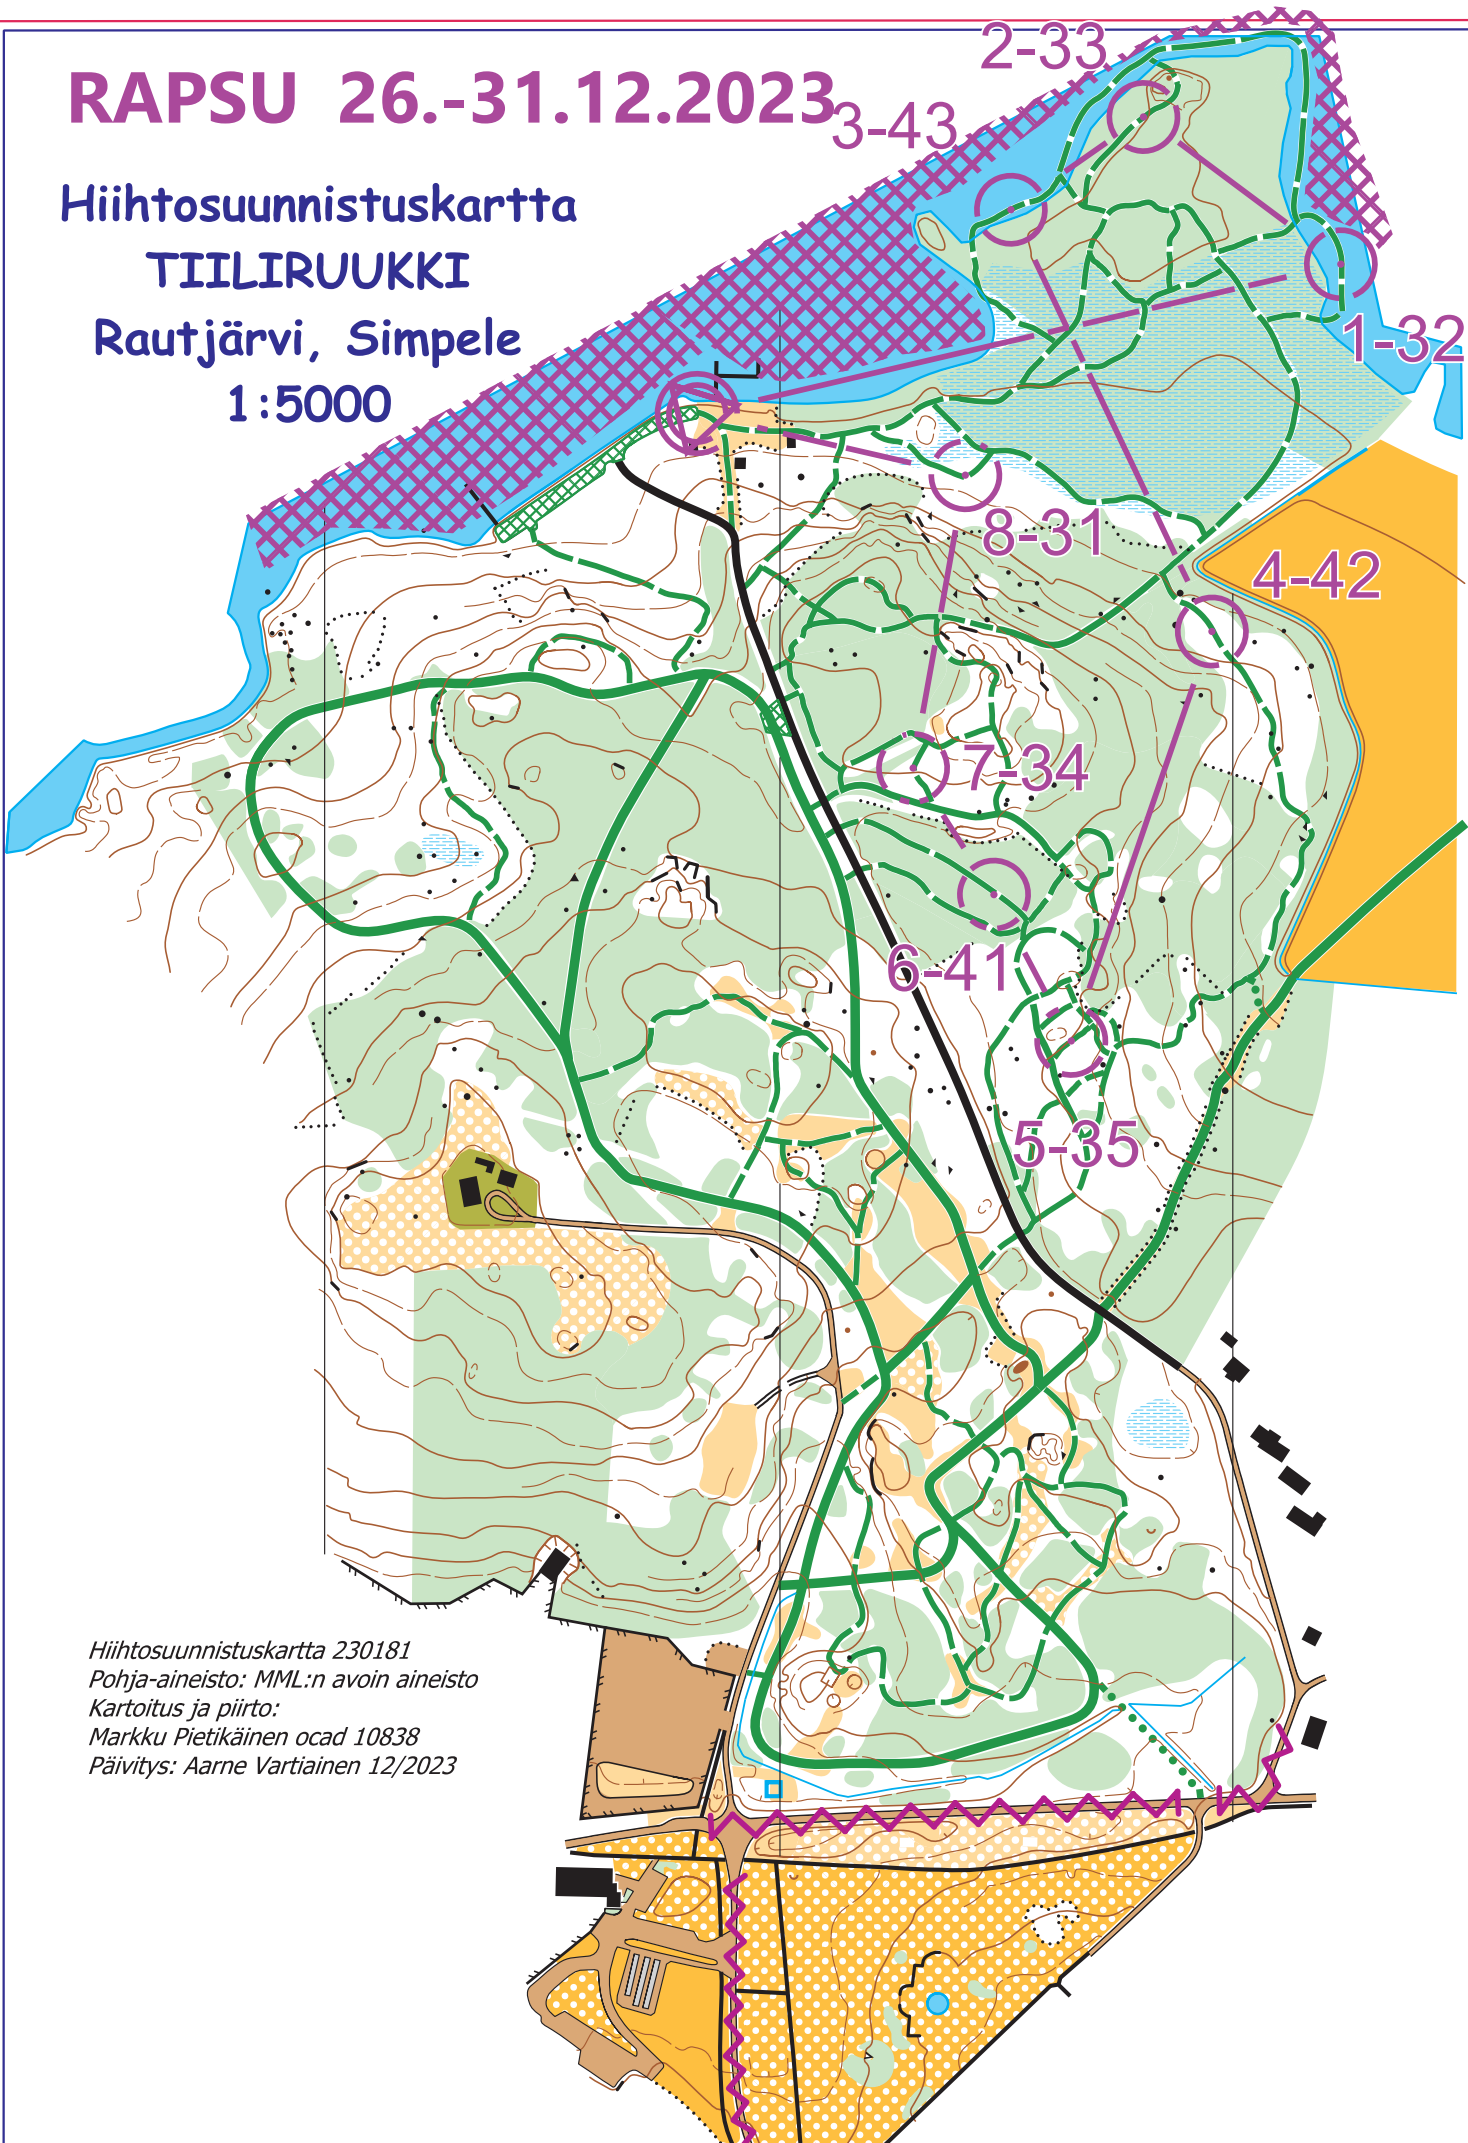 RAPSU 26.-31.12.2023
Hiihtosuunnistuskartta
TIILIRUUKKI
Rautjärvi, Simpele
1:5000
2-33
3-43
1-32
8-31
4-42
7-34
6-41
5-35
Hiihtosuunnistuskartta 230181
Pohja-aineisto: MML:n avoin aineisto
Kartoitus ja piirto:
Markku Pietikäinen ocad 10838
Päivitys: Aarne Vartiainen 12/2023